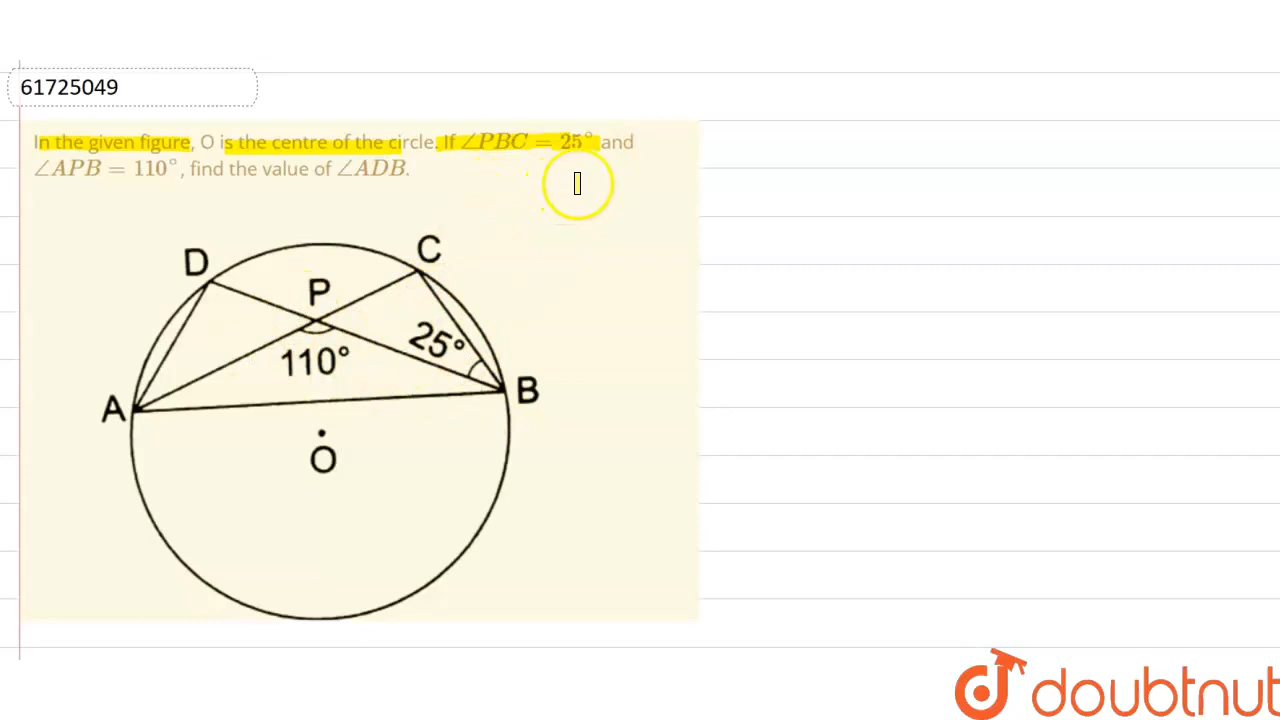 61725049
In the given figure, O is the centre of the circle. If ∠PBC = 25° and
∠APB = 110°, find the value of ∠ADB.
D
C
P
25°
110°
A
B
O
doubtnut